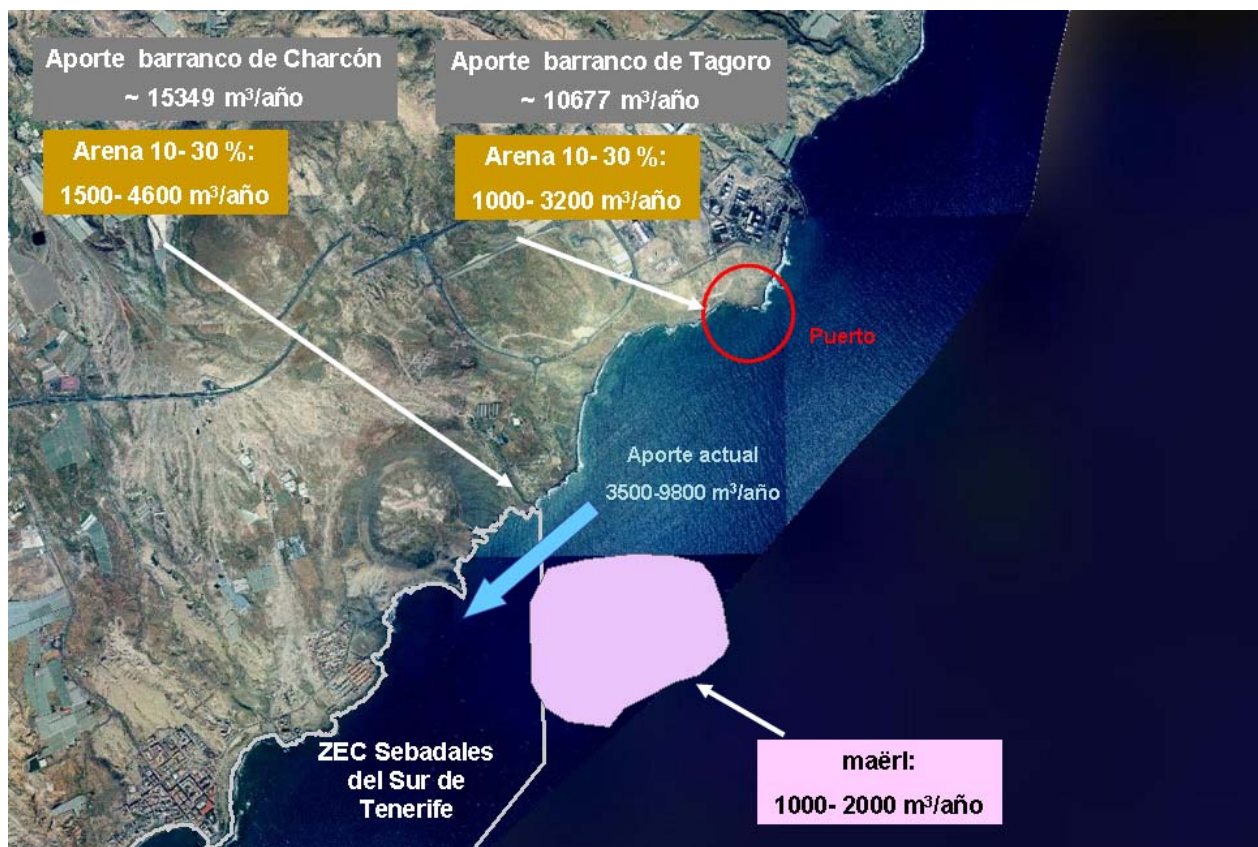 Aporte barranco de Charcón
~ 15349 m³/año
Arena 10- 30 %:
1500- 4600 m³/año
Aporte barranco de Tagoro
~ 10677 m³/año
Arena 10- 30 %:
1000- 3200 m³/año
Puerto
Aporte actual
3500-9800 m³/año
ZEC Sebadales
del Sur de
Tenerife
maërl:
1000- 2000 m³/año